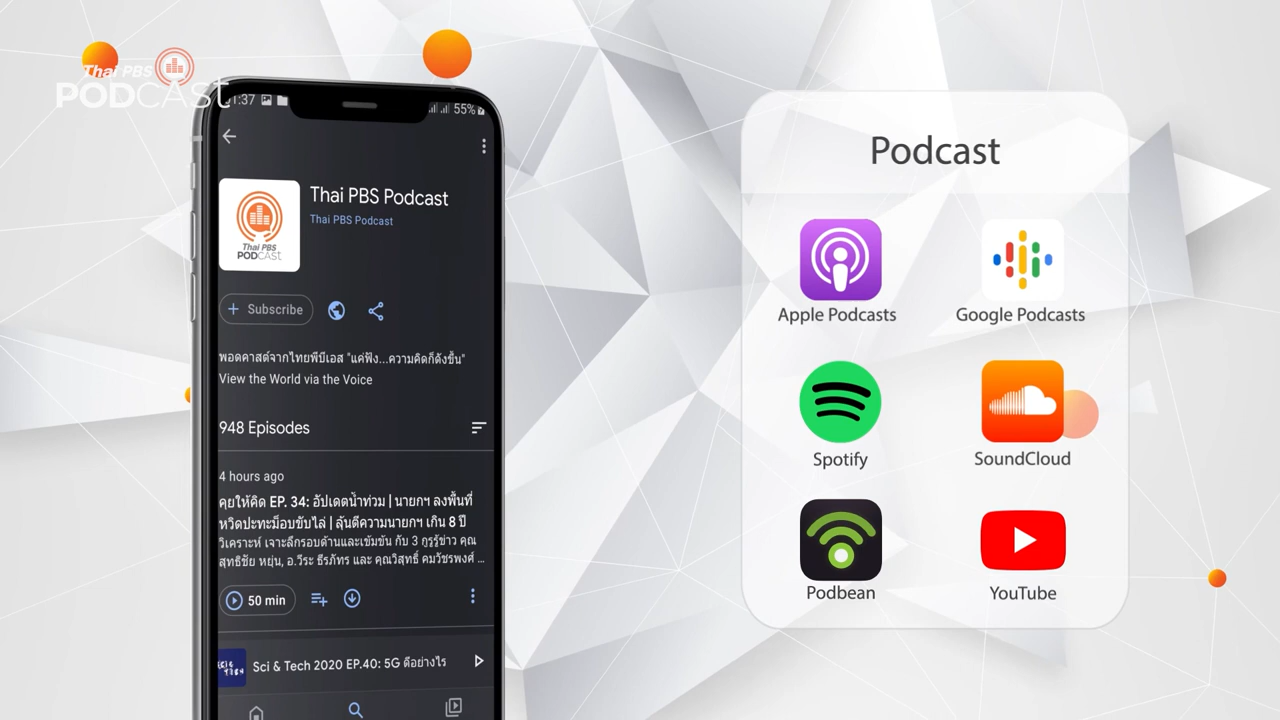 Thai PBS
PODCAST
1:37
55%
Thai PBS Podcast
Thai PBS Podcast
Thai PBS
PODCAST
+ Subscribe
พอดคาสต์จากไทยพีบีเอส "แค่ฟัง...ความคิดก็ดังขึ้น"
View the World via the Voice
948 Episodes
4 hours ago
คุยให้คิด EP. 34: อัปเดตน้ำท่วม | นายกฯ ลงพื้นที่
หวิดปะทะม็อบขับไล่ | ลุ้นตีความนายกฯ เกิน 8 ปี
วิเคราะห์ เจาะลึกรอบด้านและเข้มข้น กับ 3 กูรูรู้ข่าว คุณ
สุทธิชัย หยุ่น, อ.วีระ ธีรภัทร และ คุณวิสุทธิ์ คมวัชรพงศ์ ...
50 min
Sci & Tech 2020 EP.40: 5G ดีอย่างไร
Podcast
Apple Podcasts
Google Podcasts
Spotify
SoundCloud
Podbean
YouTube